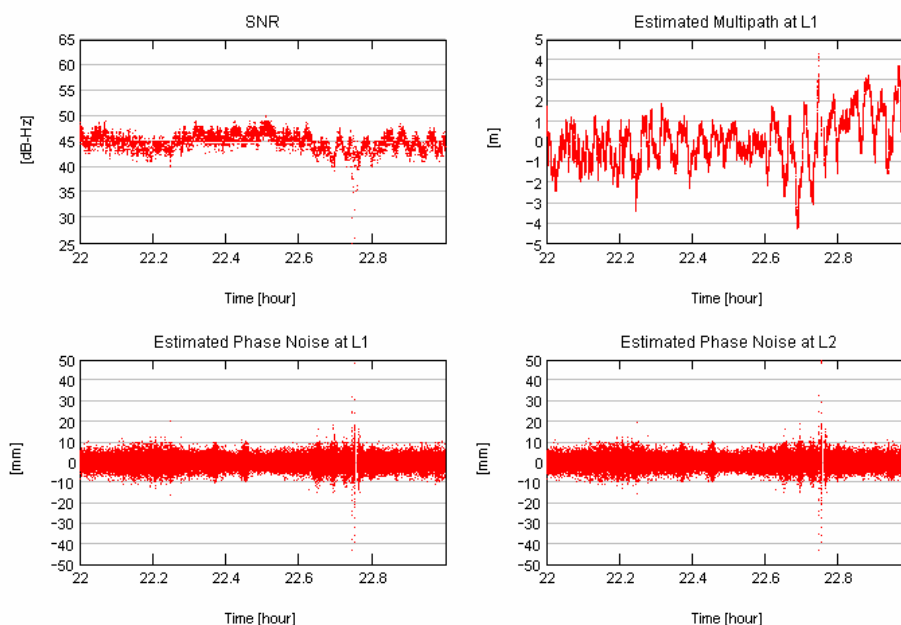 SNR
65
60
55
50
45
40
35
30
25
[dB-Hz]
22 22.2 22.4 22.6 22.8
Time [hour]
Estimated Multipath at L1
5
4
3
2
1
0
-1
-2
-3
-4
-5
[m]
22 22.2 22.4 22.6 22.8
Time [hour]
Estimated Phase Noise at L1
50
40
30
20
10
0
-10
-20
-30
-40
-50
[mm]
22 22.2 22.4 22.6 22.8
Time [hour]
Estimated Phase Noise at L2
50
40
30
20
10
0
-10
-20
-30
-40
-50
[mm]
22 22.2 22.4 22.6 22.8
Time [hour]